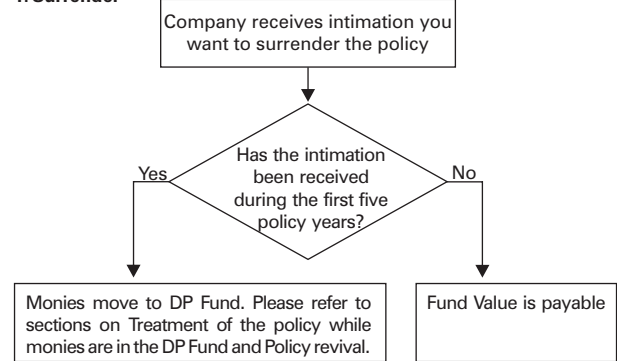 Company receives intimation you
want to surrender the policy
Has the intimation
been received
during the first five
policy years?
Yes
No
Monies move to DP Fund. Please refer to
sections on Treatment of the policy while
monies are in the DP Fund and Policy revival.
Fund Value is payable